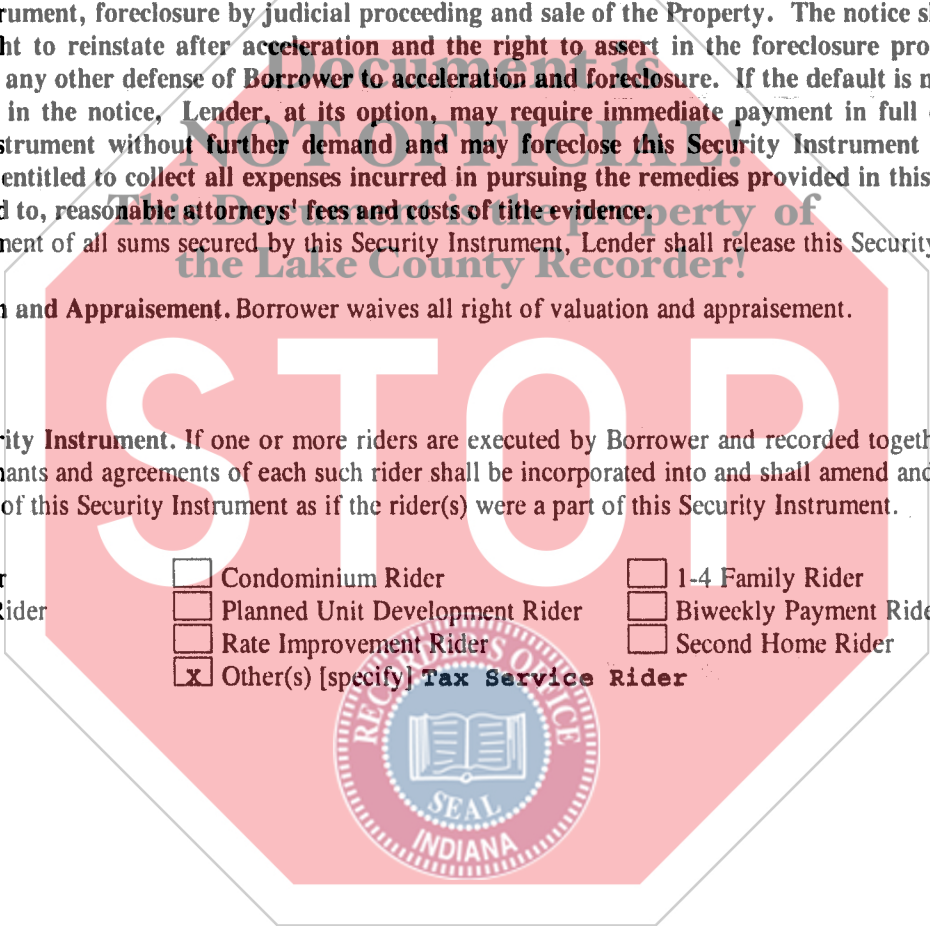 rument, foreclosure by judicial proceeding and sale of the Property. The notice s
ht to reinstate after acceleration and the right to assert in the foreclosure pro
Document is
any other defense of Borrower to acceleration and foreclosure. If the default is n
in the notice, Lender, at its option, may require immediate payment in full
NOT OFFICIAL!
strument without further demand and may foreclose this Security Instrument
entitled to collect all expenses incurred in pursuing the remedies provided in this
d to, reasonable attorneys' fees and costs of title evidence.
This Document is the property of
nent of all sums secured by this Security Instrument, Lender shall release this Security
the Lake County Recorder!
n and Appraisement. Borrower waives all right of valuation and appraisement.
STOP
rity Instrument. If one or more riders are executed by Borrower and recorded togeth
nants and agreements of each such rider shall be incorporated into and shall amend and
of this Security Instrument as if the rider(s) were a part of this Security Instrument.
r Condominium Rider 1-4 Family Rider
Rider Planned Unit Development Rider Biweekly Payment Ride
Rate Improvement Rider Second Home Rider
X Other(s) [specify] Tax Service Rider
RECORDER'S OFFICE
SEAL
INDIANA